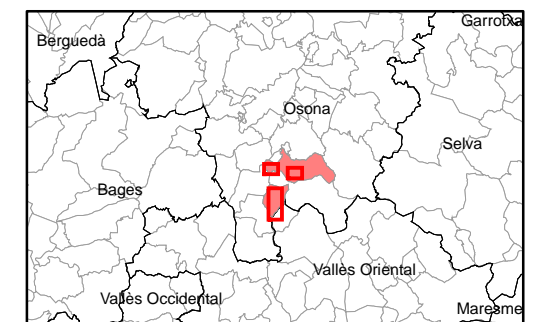 Garrotxa
Berguedà
Osona
Selva
Bages
Vallès Oriental
Vallès Occidental
Maresme